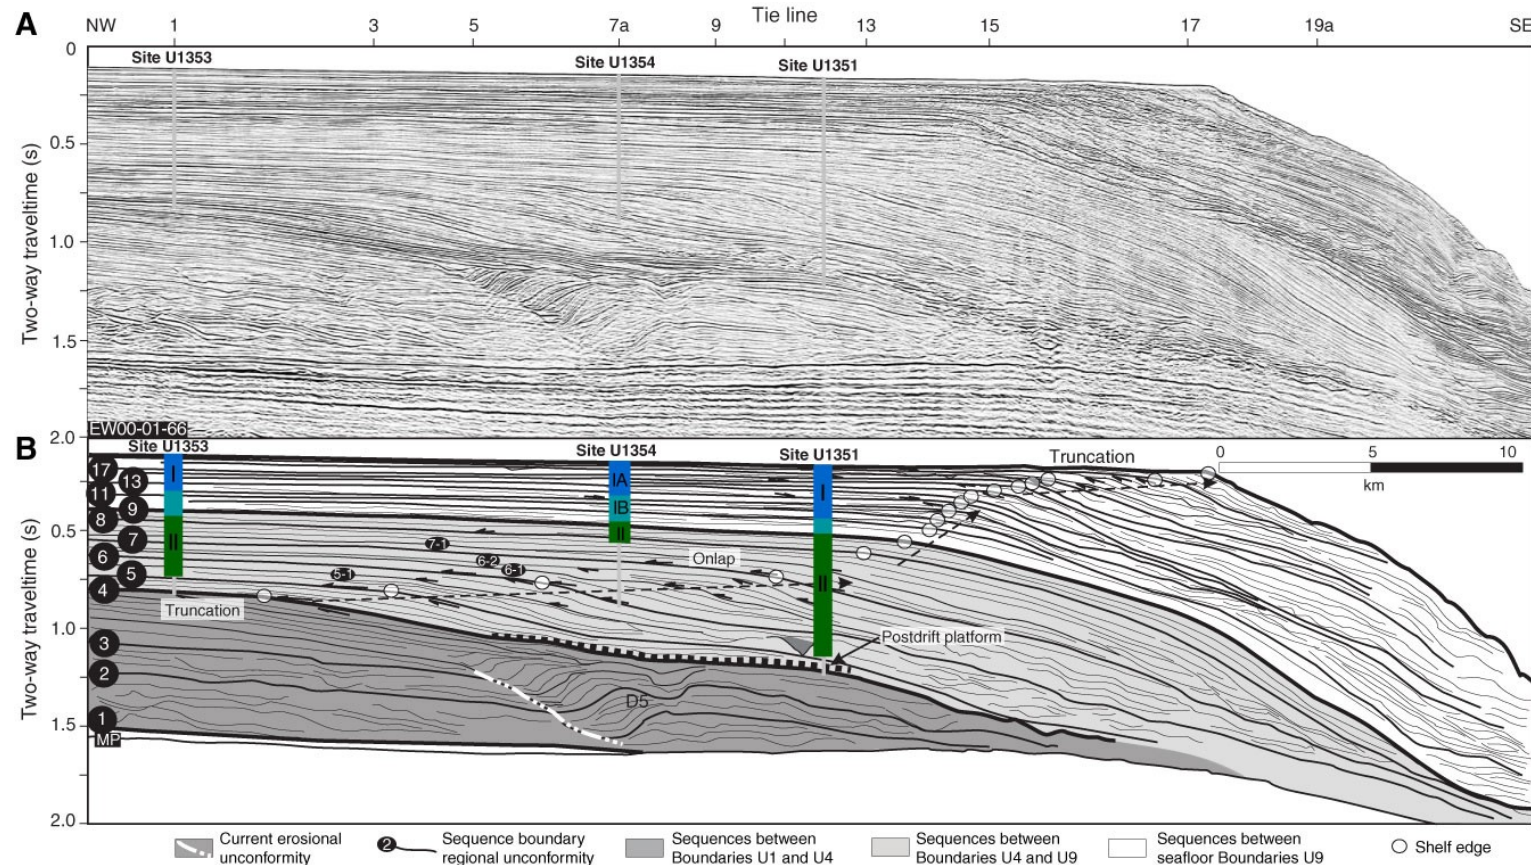 A
Tie line
NW 1 3 5 7a 9 13 15 17 19a SE
Site U1353
Site U1354
Site U1351
0
0.5
1.0
1.5
2.0
Two-way traveltime (s)
EW00-01-66
B
Site U1353
Site U1354
Site U1351
Truncation
0 5 10
km
17
13
11
9
8
7
6
5
4
3
2
1
MP
I
II
IA
IB
II
I
II
7-1
6-2
6-1
5-1
Onlap
Truncation
Postdrift platform
D5
0.5
1.0
1.5
2.0
Two-way traveltime (s)
Current erosional
unconformity
2
Sequence boundary
regional unconformity
Sequences between
Boundaries U1 and U4
Sequences between
Boundaries U4 and U9
Sequences between
seafloor Boundaries U9
Shelf edge